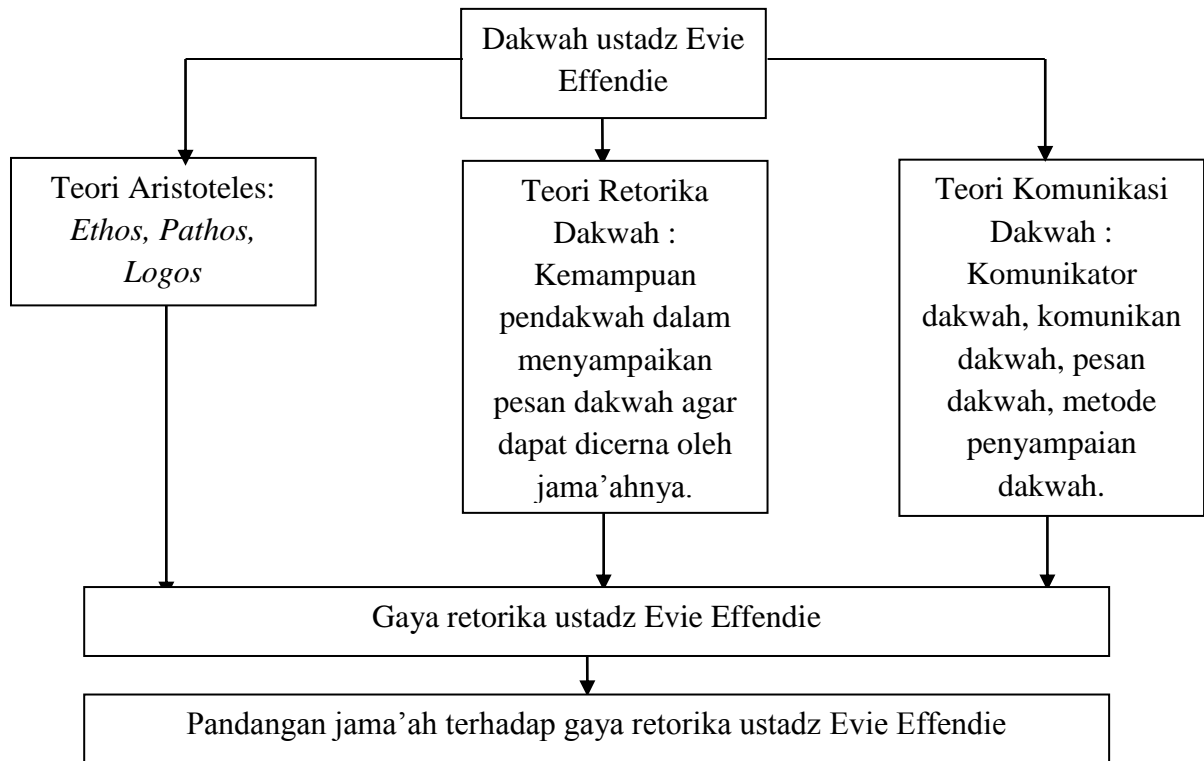 Dakwah ustadz Evie
Effendie
Teori Aristoteles:
Ethos, Pathos,
Logos
Teori Retorika
Dakwah :
Kemampuan
pendakwah dalam
menyampaikan
pesan dakwah agar
dapat dicerna oleh
jama’ahnya.
Teori Komunikasi
Dakwah :
Komunikator
dakwah, komunikan
dakwah, pesan
dakwah, metode
penyampaian
dakwah.
Gaya retorika ustadz Evie Effendie
Pandangan jama’ah terhadap gaya retorika ustadz Evie Effendie